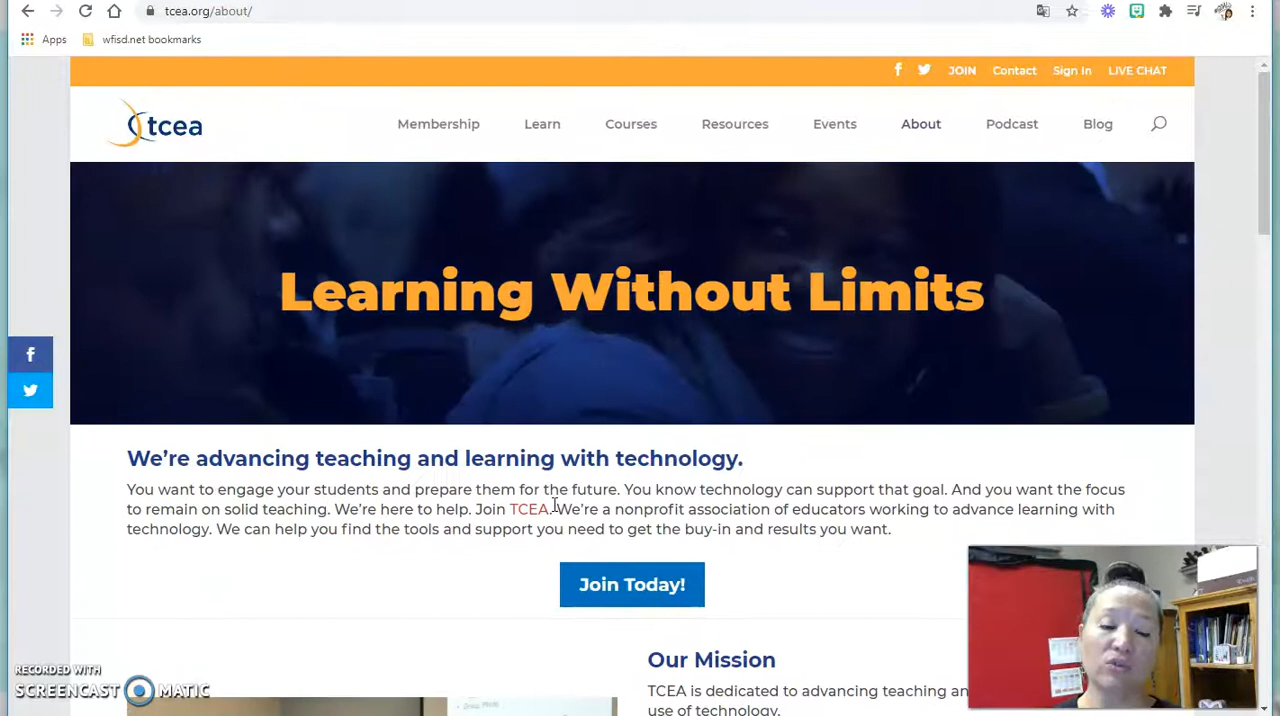 tcea.org/about/
Apps wfisd.net bookmarks
JOIN Contact Sign In LIVE CHAT
tcea Membership Learn Courses Resources Events About Podcast Blog
Learning Without Limits
We’re advancing teaching and learning with technology.
You want to engage your students and prepare them for the future. You know technology can support that goal. And you want the focus
to remain on solid teaching. We’re here to help. Join TCEA. We’re a nonprofit association of educators working to advance learning with
technology. We can help you find the tools and support you need to get the buy-in and results you want.
Join Today!
Our Mission
TCEA is dedicated to advancing teaching
use of technology.
RECORDED WITH
SCREENCAST MATIC